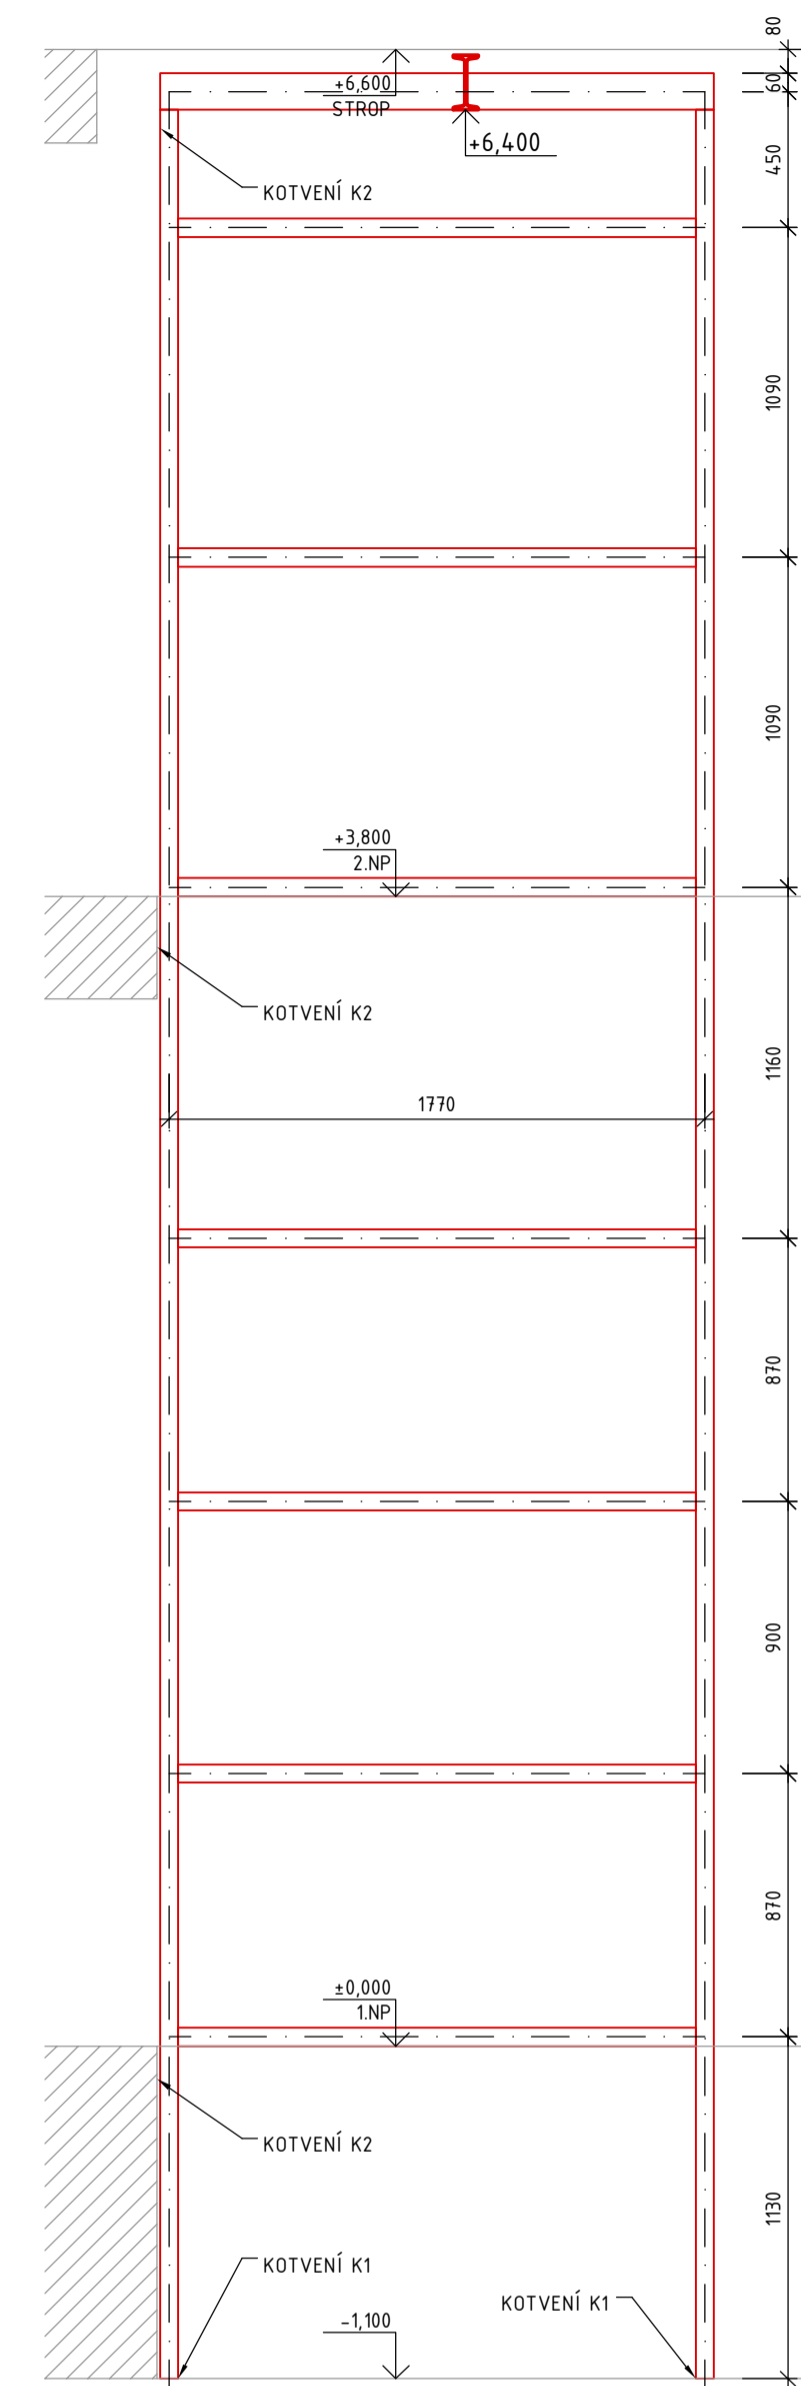 80
+6,600
STROP
60
+6,400
450
KOTVENÍ K2
1090
1090
+3,800
2.NP
KOTVENÍ K2
1160
1770
870
900
870
±0,000
1.NP
KOTVENÍ K2
1130
KOTVENÍ K1
KOTVENÍ K1
-1,100